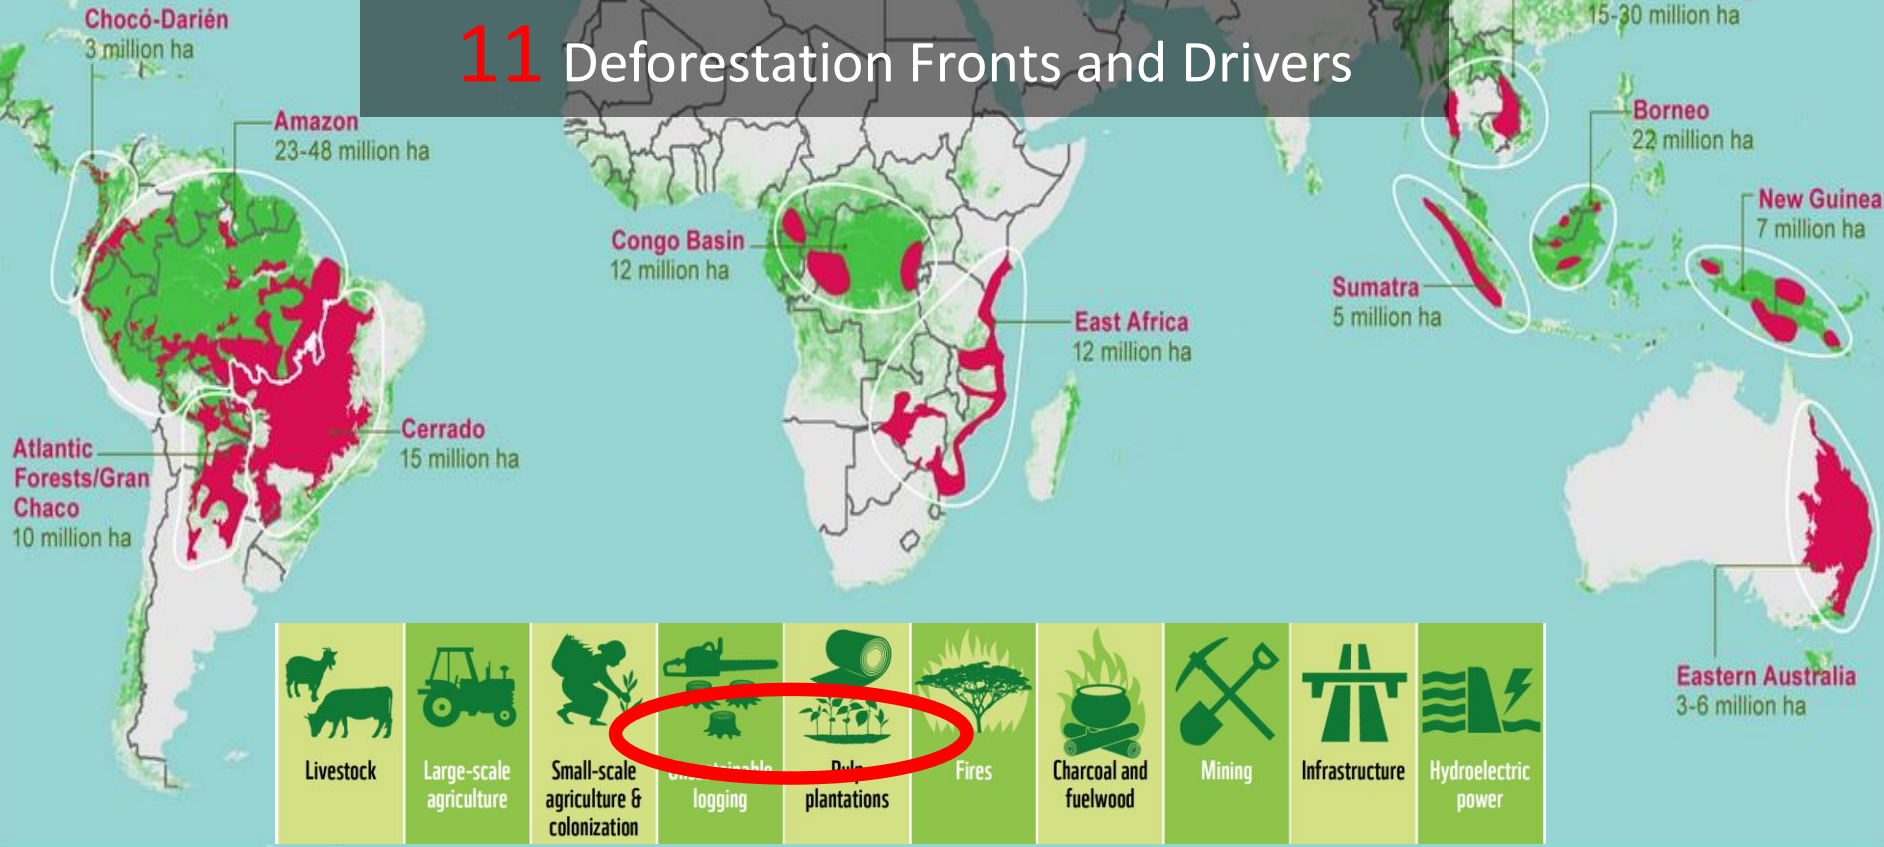 11 Deforestation Fronts and Drivers
Chocó-Darién
3 million ha
Amazon
23-48 million ha
15-30 million ha
Borneo
22 million ha
New Guinea
7 million ha
Congo Basin
12 million ha
Sumatra
5 million ha
East Africa
12 million ha
Cerrado
15 million ha
Atlantic
Forests/Gran
Chaco
10 million ha
Eastern Australia
3-6 million ha
Livestock
Large-scale
agriculture
Small-scale
agriculture &
colonization
logging
plantations
Fires
Charcoal and
fuelwood
Mining
Infrastructure
Hydroelectric
power